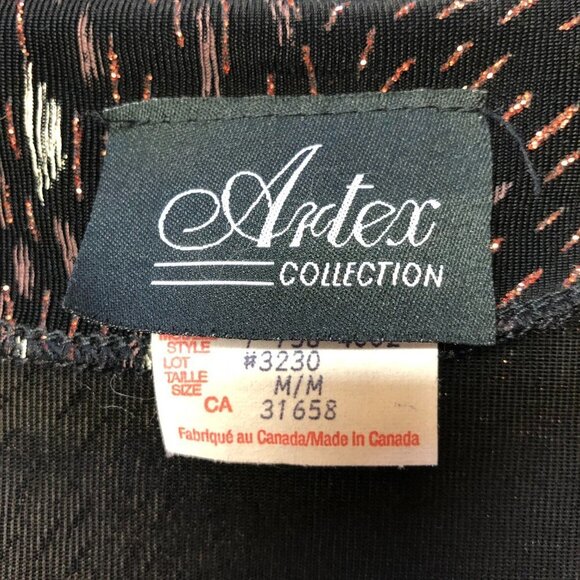 Artex
COLLECTION
STYLE
LOT #3230
TAILLE
SIZE M/M
CA 31658
Fabriqué au Canada/Made in Canada